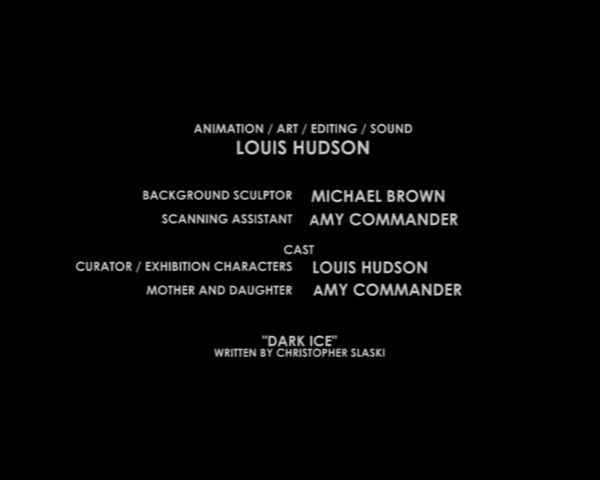 ANIMATION / ART / EDITING / SOUND
LOUIS HUDSON
BACKGROUND SCULPTOR MICHAEL BROWN
SCANNING ASSISTANT AMY COMMANDER
CAST
CURATOR / EXHIBITION CHARACTERS LOUIS HUDSON
MOTHER AND DAUGHTER AMY COMMANDER
"DARK ICE"
WRITTEN BY CHRISTOPHER SLASKI